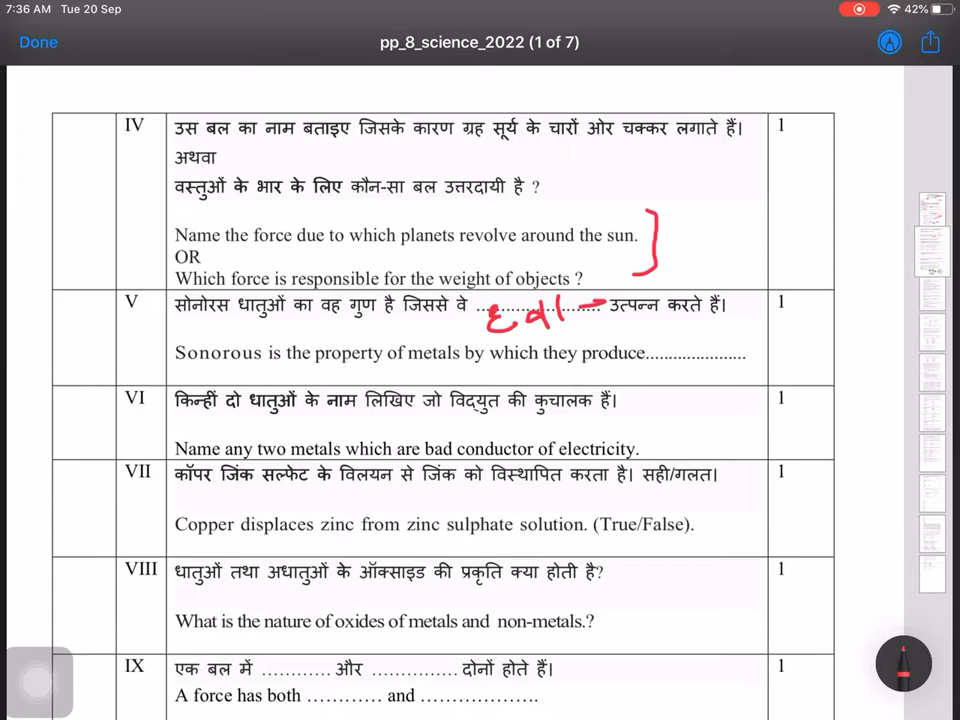 7:36 AM Tue 20 Sep
42%
Done
pp_8_science_2022 (1 of 7)
IV
उस बल का नाम बताइए जिसके कारण ग्रह सूर्य के चारों ओर चक्कर लगाते हैं।
1
अथवा
वस्तुओं के भार के लिए कौन-सा बल उत्तरदायी है ?
Name the force due to which planets revolve around the sun.
OR
Which force is responsible for the weight of objects ?
V
सोनोरस धातुओं का वह गुण है जिससे वे ........................ उत्पन्न करते हैं।
1
Sonorous is the property of metals by which they produce......................
VI
किन्हीं दो धातुओं के नाम लिखिए जो विद्युत की कुचालक हैं।
1
Name any two metals which are bad conductor of electricity.
VII
कॉपर जिंक सल्फेट के विलयन से जिंक को विस्थापित करता है। सही/गलत।
1
Copper displaces zinc from zinc sulphate solution. (True/False).
VIII
धातुओं तथा अधातुओं के ऑक्साइड की प्रकृति क्या होती है?
1
What is the nature of oxides of metals and non-metals.?
IX
एक बल में ............ और ............... दोनों होते हैं।
1
A force has both ………… and ………………..